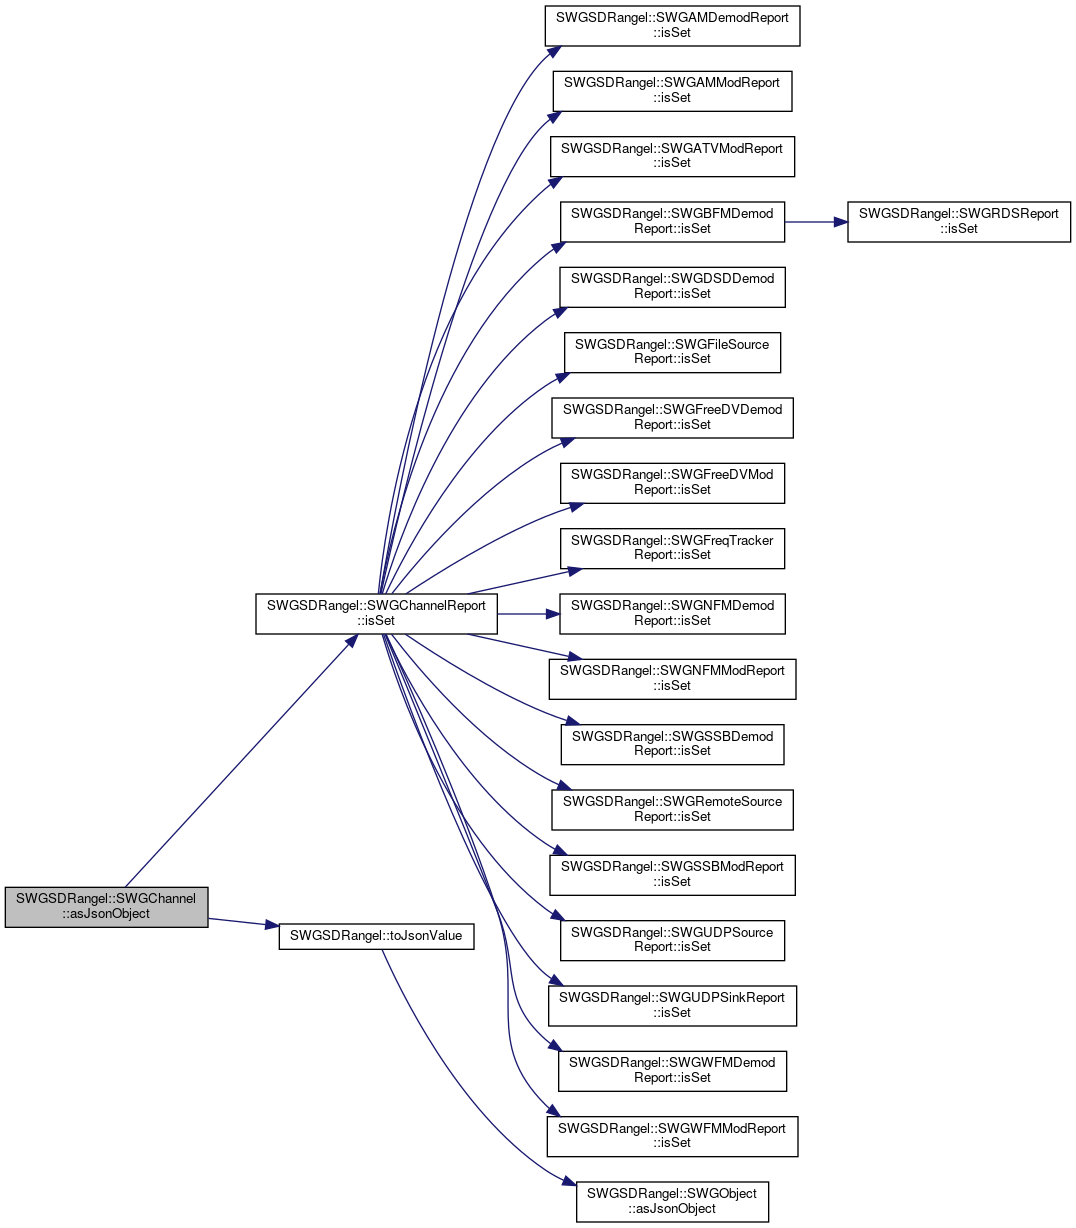 SWGSDRangel::SWGAMDemodReport
::isSet
SWGSDRangel::SWGAMModReport
::isSet
SWGSDRangel::SWGATVModReport
::isSet
SWGSDRangel::SWGBFMDemod
Report::isSet
SWGSDRangel::SWGRDSReport
::isSet
SWGSDRangel::SWGDSDDemod
Report::isSet
SWGSDRangel::SWGFileSource
Report::isSet
SWGSDRangel::SWGFreeDVDemod
Report::isSet
SWGSDRangel::SWGFreeDVMod
Report::isSet
SWGSDRangel::SWGFreqTracker
Report::isSet
SWGSDRangel::SWGChannelReport
::isSet
SWGSDRangel::SWGNFMDemod
Report::isSet
SWGSDRangel::SWGNFMModReport
::isSet
SWGSDRangel::SWGSSBDemod
Report::isSet
SWGSDRangel::SWGRemoteSource
Report::isSet
SWGSDRangel::SWGSSBModReport
::isSet
SWGSDRangel::SWGChannel
::asJsonObject
SWGSDRangel::toJsonValue
SWGSDRangel::SWGUDPSource
Report::isSet
SWGSDRangel::SWGUDPSinkReport
::isSet
SWGSDRangel::SWGWFMDemod
Report::isSet
SWGSDRangel::SWGWFMModReport
::isSet
SWGSDRangel::SWGObject
::asJsonObject